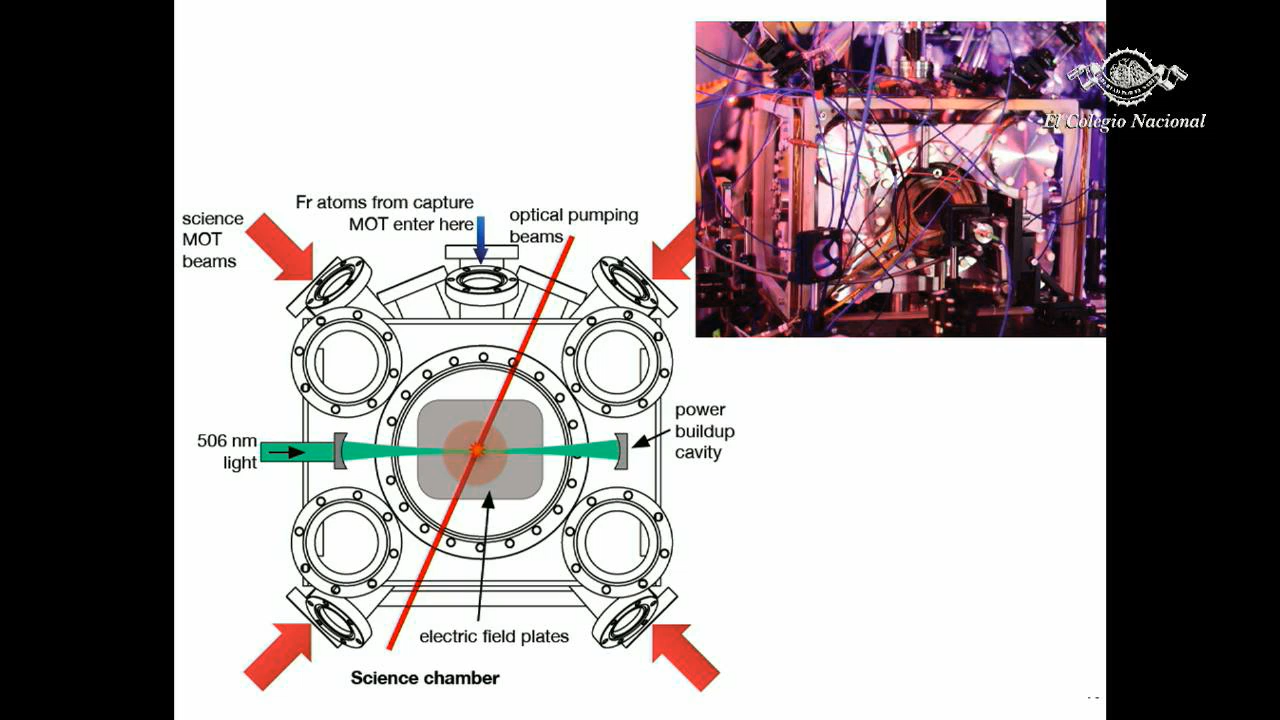 El Colegio Nacional
Fr atoms from capture
MOT enter here
optical pumping
beams
science
MOT
beams
506 nm
light
power
buildup
cavity
electric field plates
Science chamber